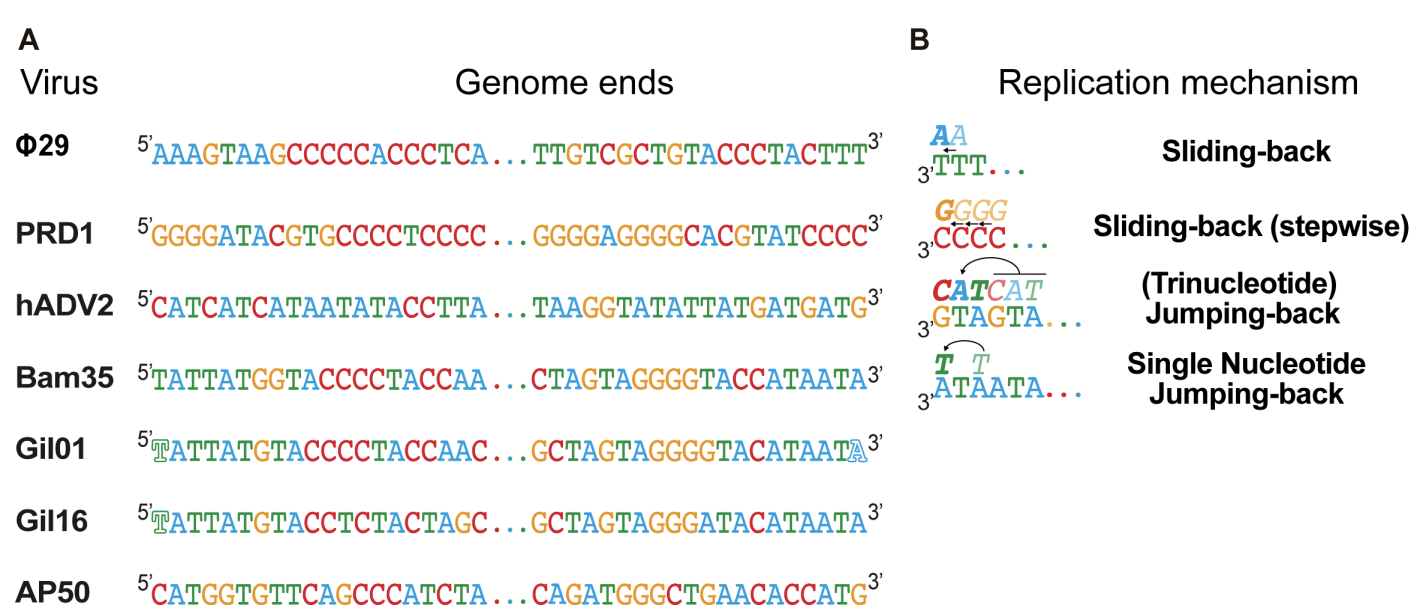 A
B
Virus
Genome ends
Replication mechanism
Φ29
5’AAAGTAAGCCCCCACCCTCA...TTGTCGCTGTACCCTACTTT3’
AA
3’TTT...
Sliding-back
PRD1
5’GGGGATACGTGCCCCTCCCC...GGGGAGGGGCACGTATCCCC3’
GGGG
3’CCCC...
Sliding-back (stepwise)
hADV2
5’CATCATCATAATATACCTTA...TAAGGTATATTATGATGATG3’
CATCAT
3’GTAGTA...
(Trinucleotide)
Jumping-back
Bam35
5’TATTATGGTACCCCTACCAA...CTAGTAGGGGTACCATAATA3’
T T
3’ATAATA...
Single Nucleotide
Jumping-back
Gil01
5’TATTATGTACCCCTACCAAC...GCTAGTAGGGGTACATAATA3’
Gil16
5’TATTATGTACCTCTACTAGC...GCTAGTAGGGATACATAATA3’
AP50
5’CATGGTGTTCAGCCCATCTA...CAGATGGGCTGAACACCATG3’